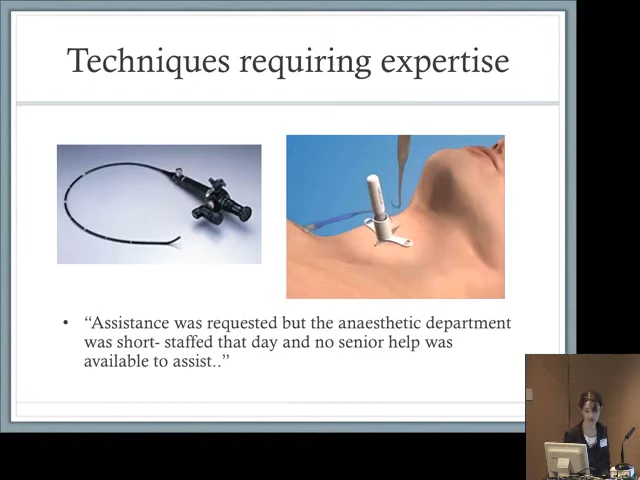 Techniques requiring expertise
• “Assistance was requested but the anaesthetic department
was short- staffed that day and no senior help was
available to assist..”